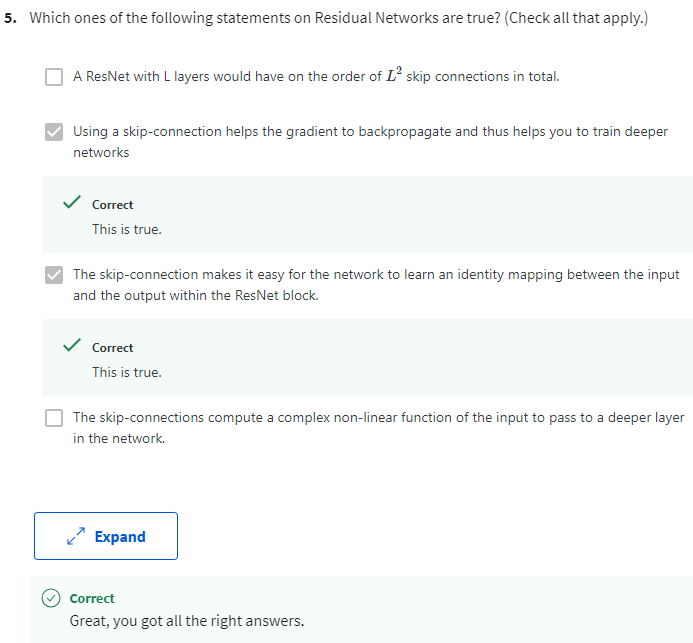 5. Which ones of the following statements on Residual Networks are true? (Check all that apply.)
A ResNet with L layers would have on the order of L² skip connections in total.
Using a skip-connection helps the gradient to backpropagate and thus helps you to train deeper
networks
Correct
This is true.
The skip-connection makes it easy for the network to learn an identity mapping between the input
and the output within the ResNet block.
Correct
This is true.
The skip-connections compute a complex non-linear function of the input to pass to a deeper layer
in the network.
Expand
Correct
Great, you got all the right answers.